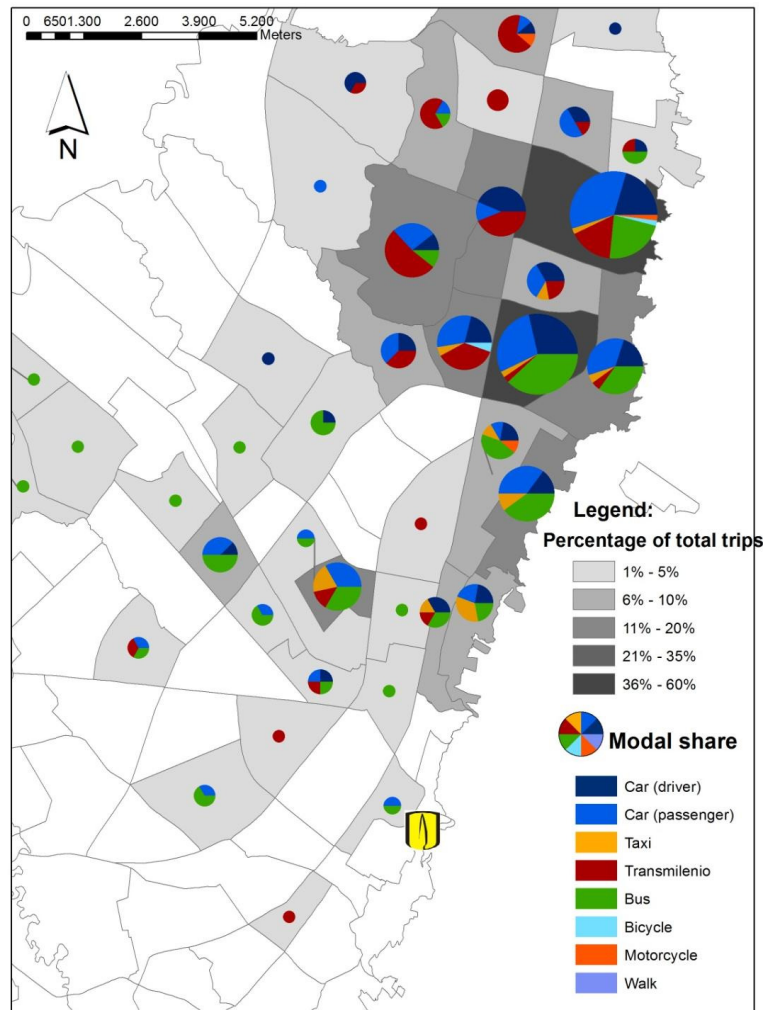 0 6501.300 2.600 3.900 5.200
Meters
N
Legend:
Percentage of total trips
1% - 5%
6% - 10%
11% - 20%
21% - 35%
36% - 60%
Modal share
Car (driver)
Car (passenger)
Taxi
Transmilenio
Bus
Bicycle
Motorcycle
Walk